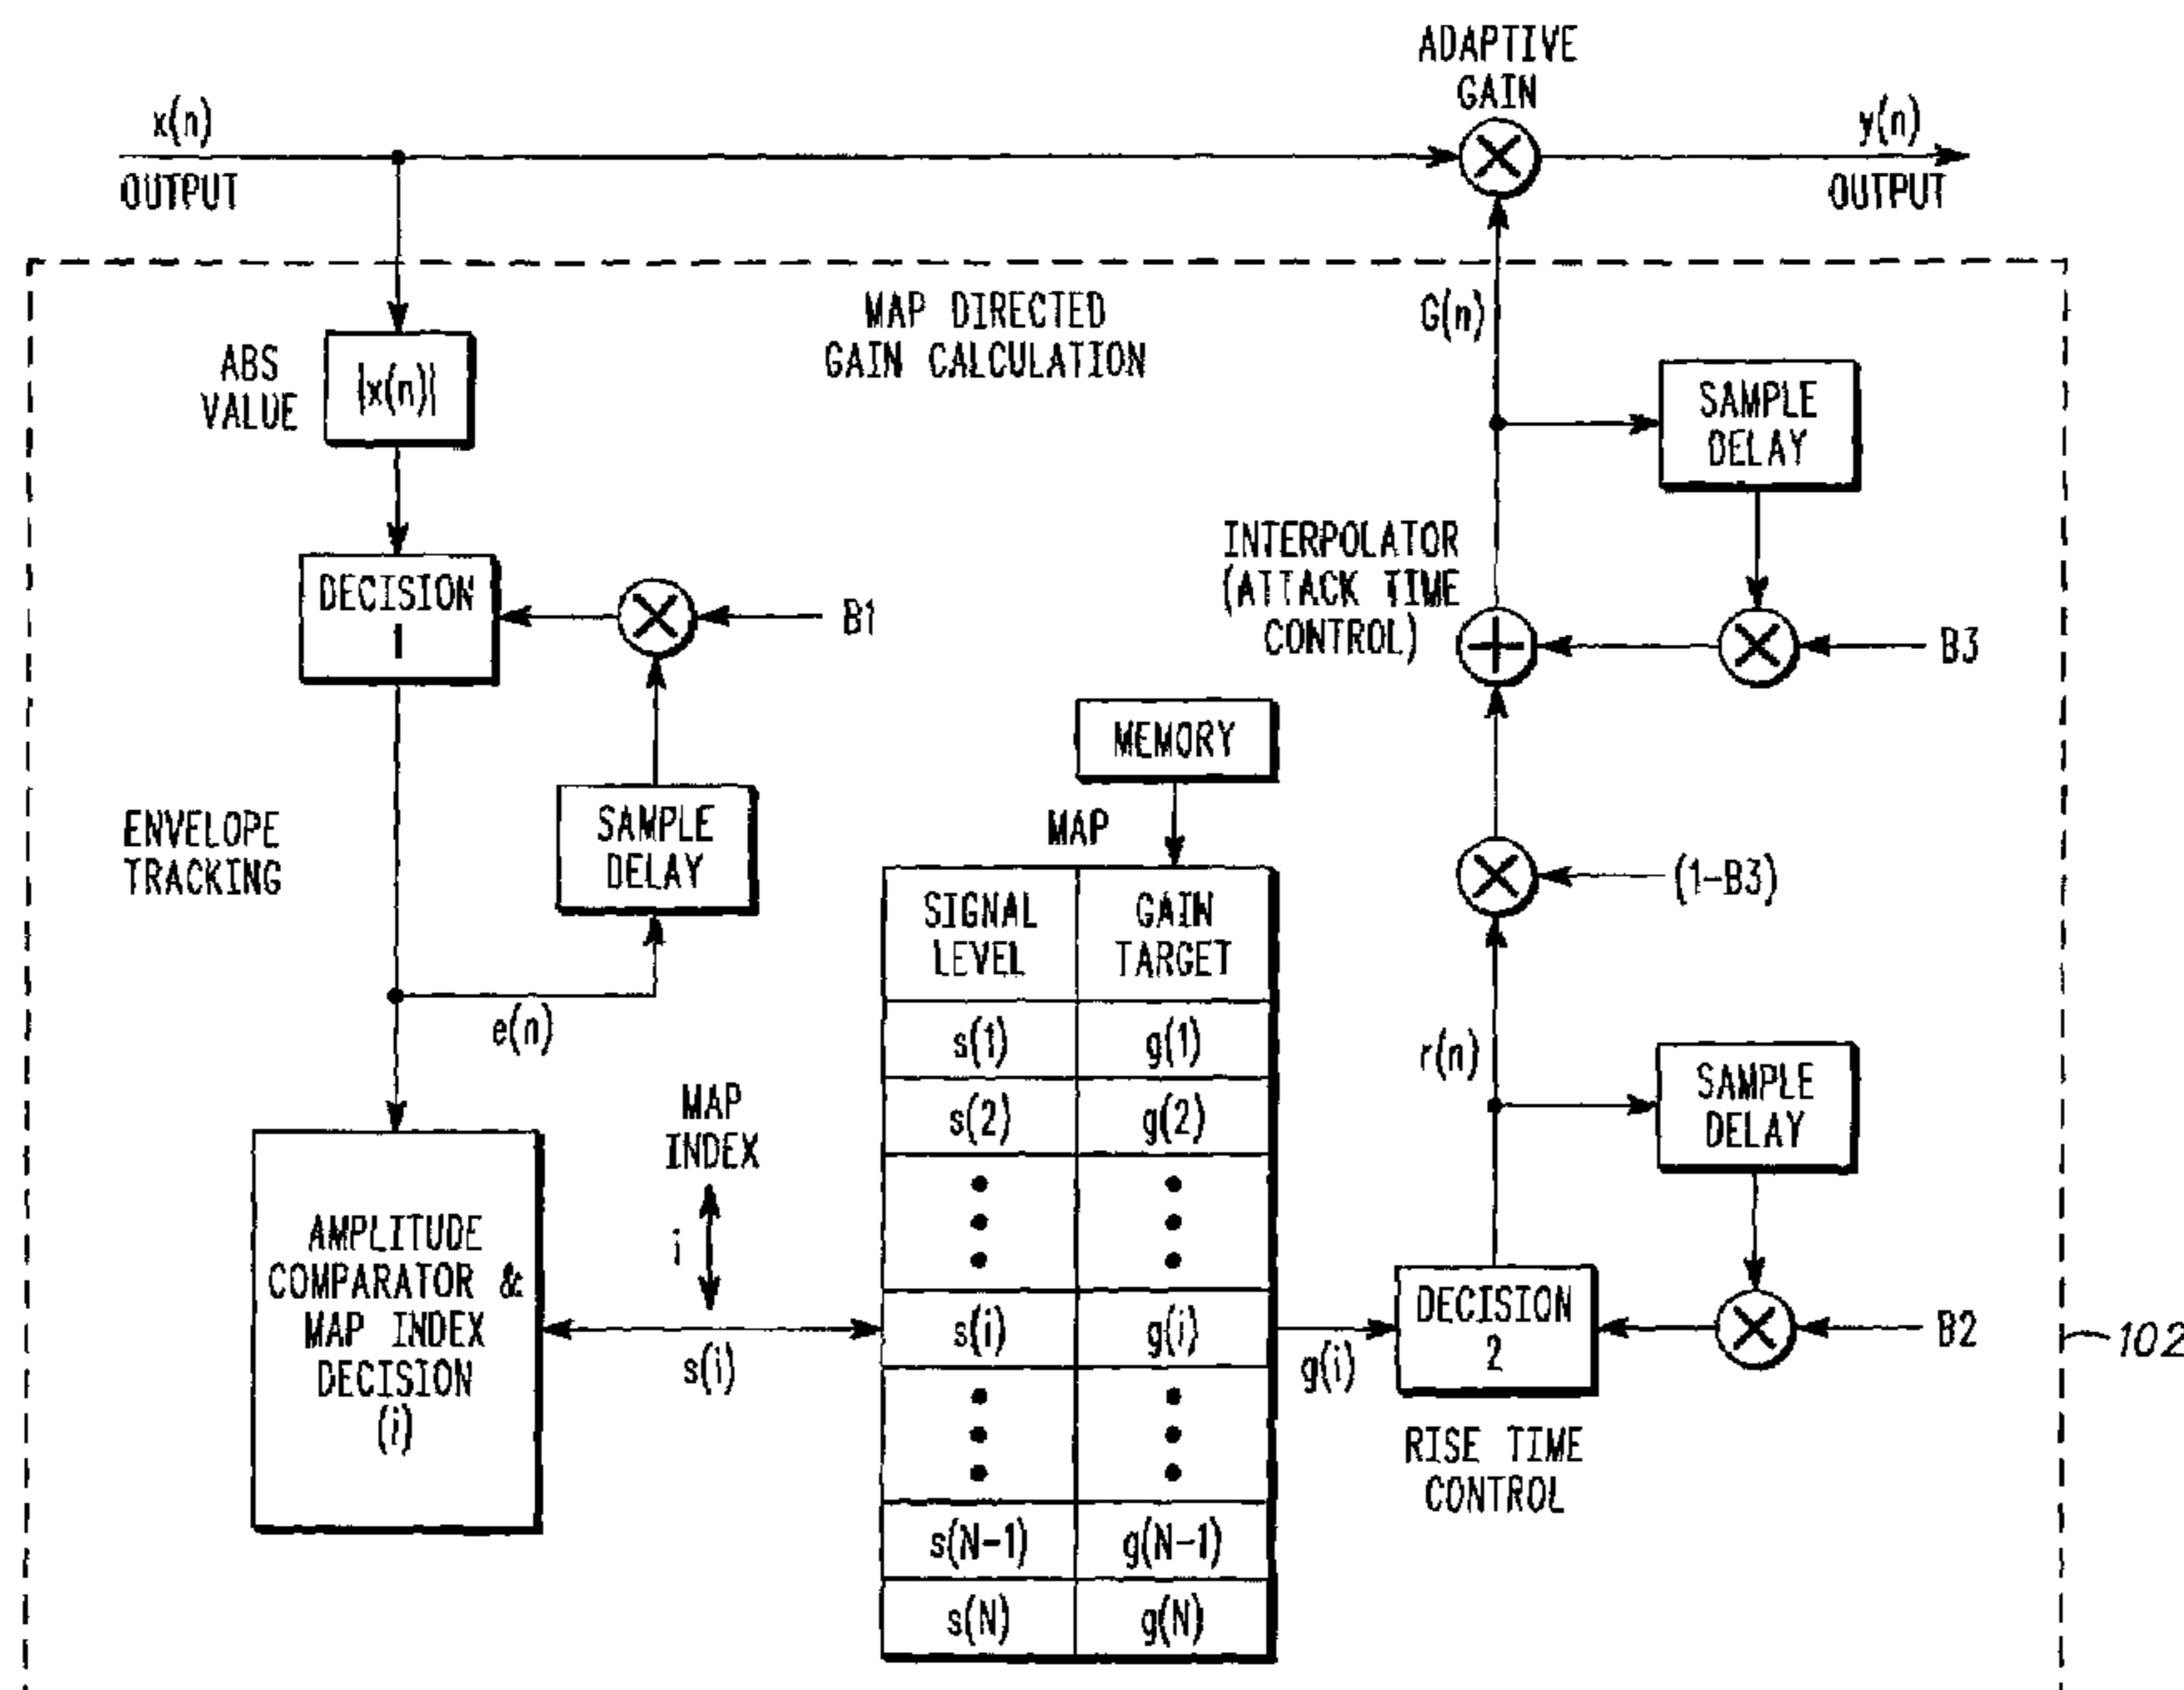 ADAPTIVE
GAIN
x(n)
OUTPUT
y(n)
OUTPUT
MAP DIRECTED
GAIN CALCULATION
G(n)
ABS
VALUE
|x(n)|
SAMPLE
DELAY
DECISION
1
B1
INTERPOLATOR
(ATTACK TIME
CONTROL)
B3
MEMORY
MAP
ENVELOPE
TRACKING
SAMPLE
DELAY
(1-B3)
SIGNAL
LEVEL
GAIN
TARGET
e(n)
s(1)
g(1)
r(n)
SAMPLE
DELAY
MAP
INDEX
i
s(2)
g(2)
AMPLITUDE
COMPARATOR &
MAP INDEX
DECISION
(i)
s(i)
s(i)
g(i)
g(i)
DECISION
2
B2
102
RISE TIME
CONTROL
s(N-1)
g(N-1)
s(N)
g(N)